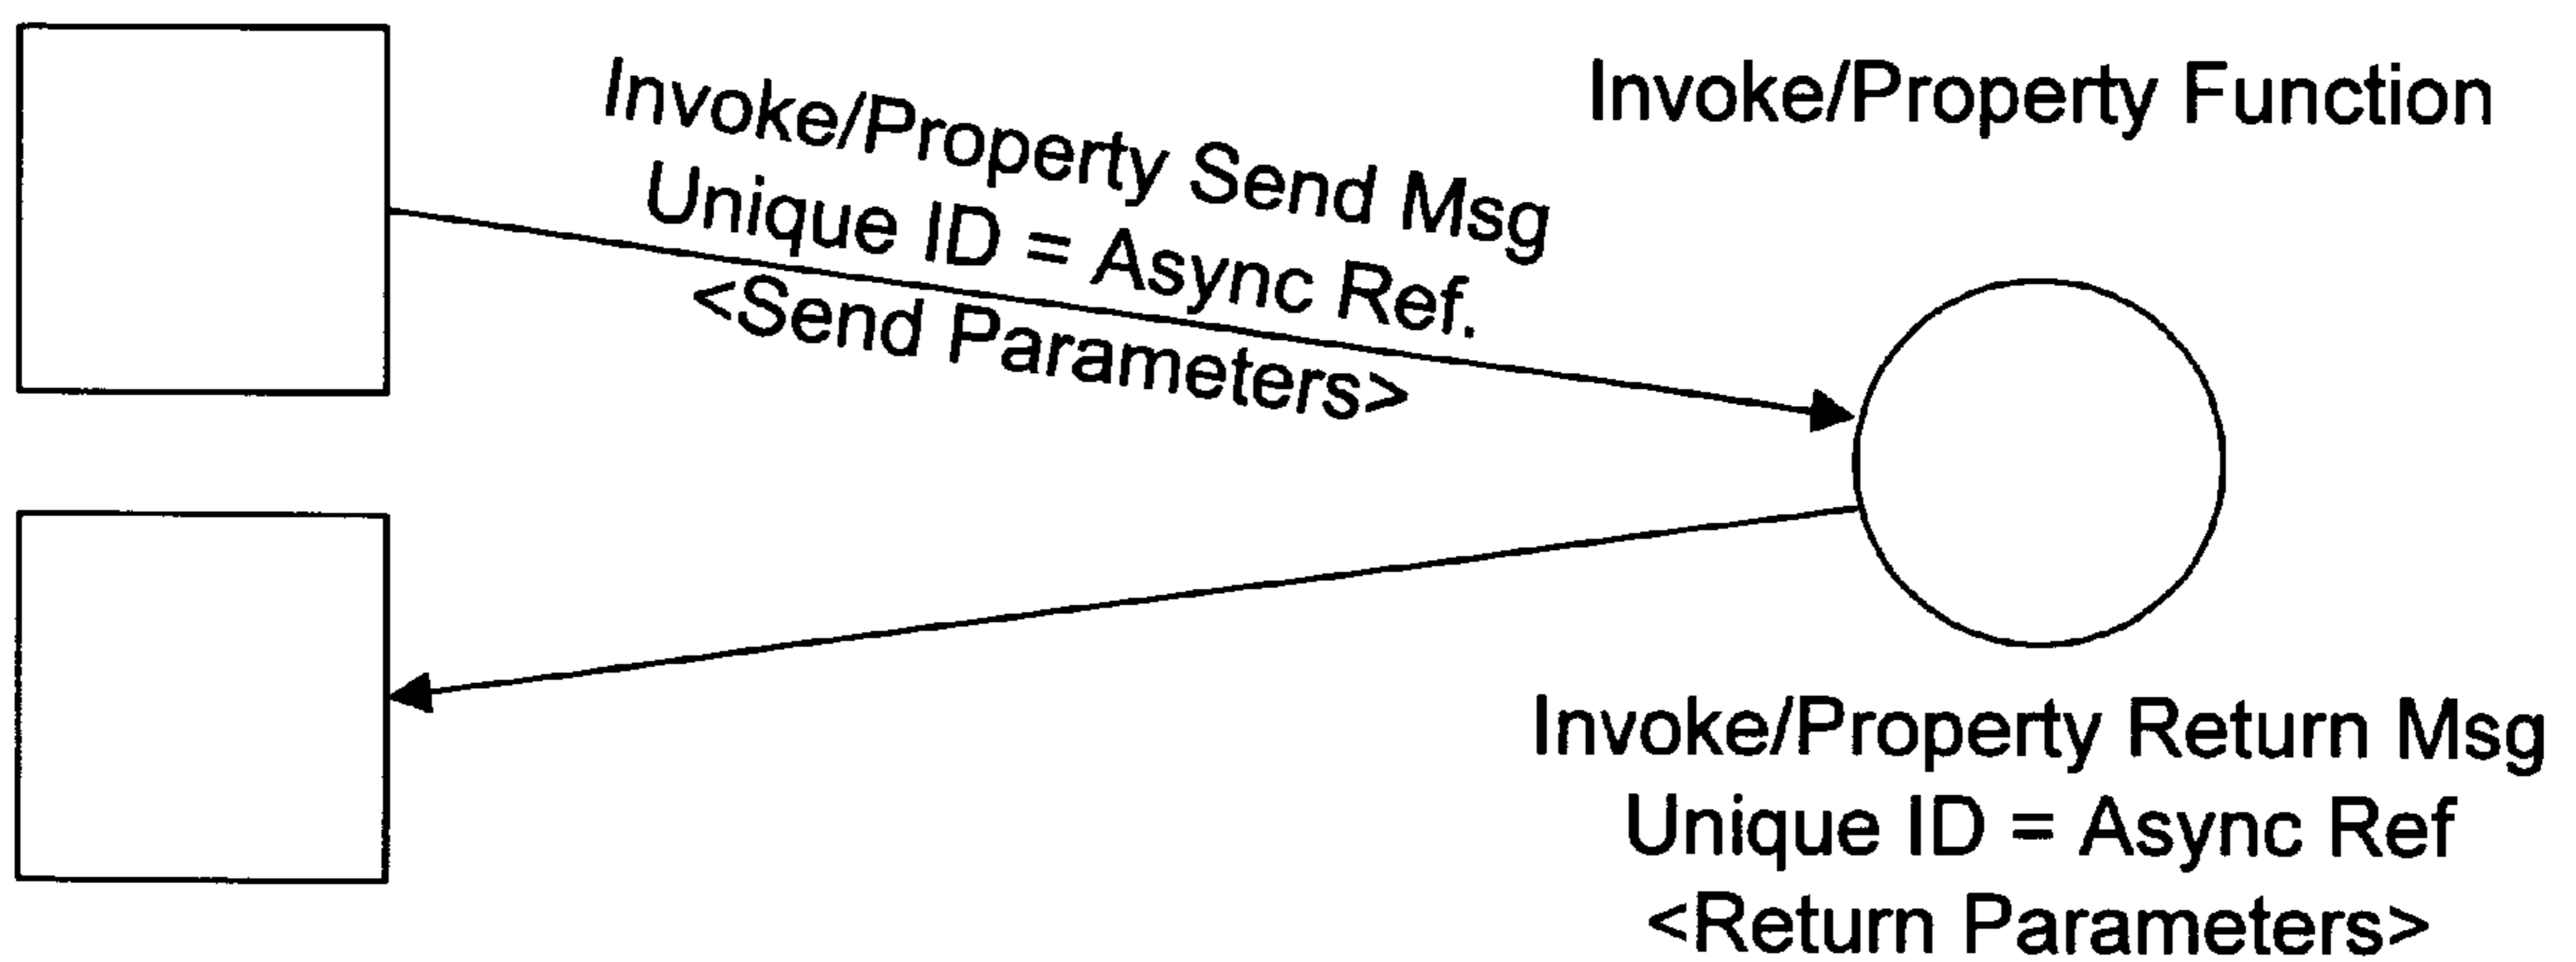 Invoke/Property Send Msg
Unique ID = Async Ref.
<Send Parameters>
Invoke/Property Function
Invoke/Property Return Msg
Unique ID = Async Ref
<Return Parameters>